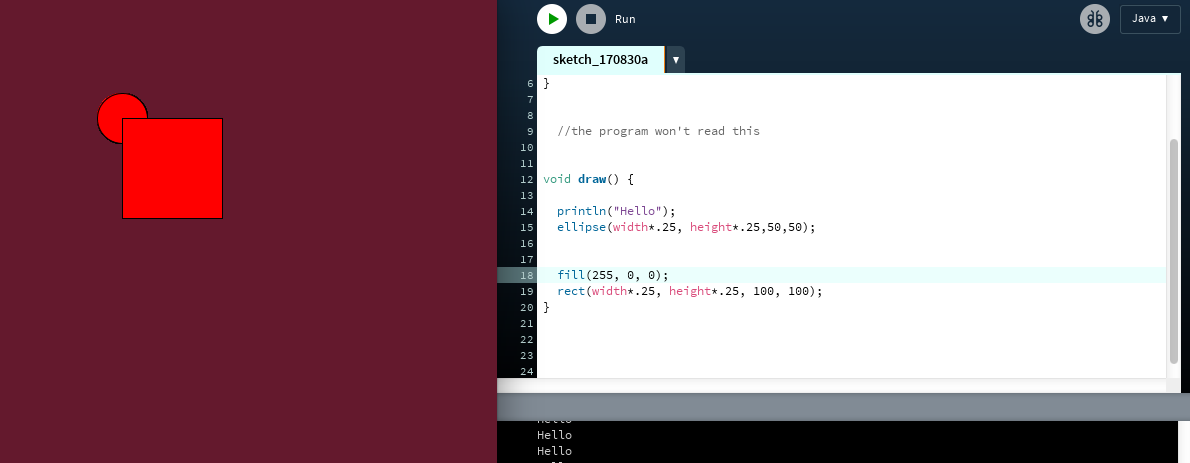 Run
Java ▼
sketch_170830a ▼
6 }
7
8
9 //the program won't read this
10
11
12 void draw() {
13
14 println("Hello");
15 ellipse(width*.25, height*.25,50,50);
16
17
18 fill(255, 0, 0);
19 rect(width*.25, height*.25, 100, 100);
20 }
21
22
23
24
Hello
Hello
Hello